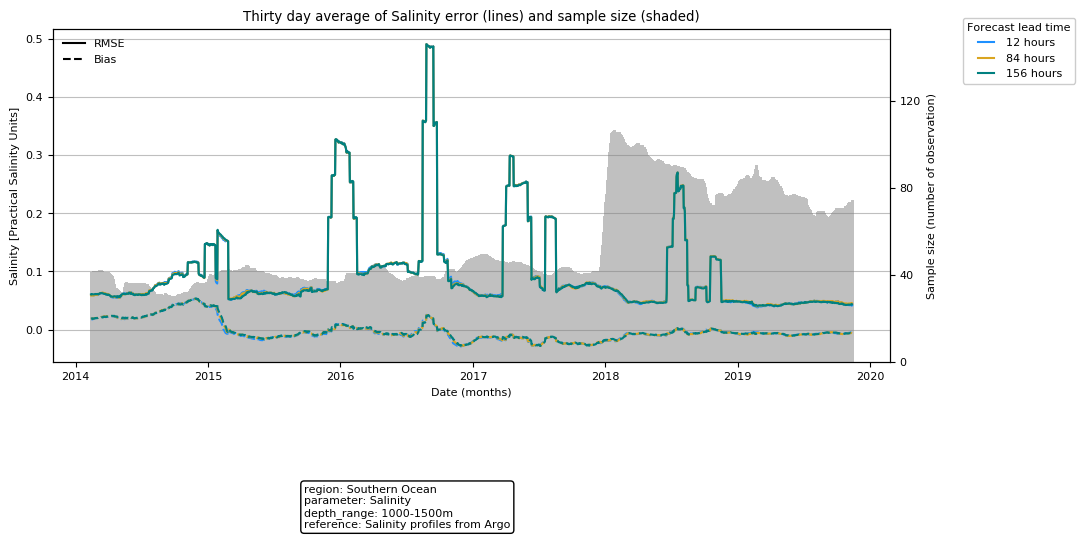 Thirty day average of Salinity error (lines) and sample size (shaded)
Forecast lead time
12 hours
84 hours
156 hours
RMSE
Bias
Salinity [Practical Salinity Units]
0.5
0.4
0.3
0.2
0.1
0.0
Sample size (number of observation)
120
80
40
0
2014 2015 2016 2017 2018 2019 2020
Date (months)
region: Southern Ocean
parameter: Salinity
depth_range: 1000-1500m
reference: Salinity profiles from Argo